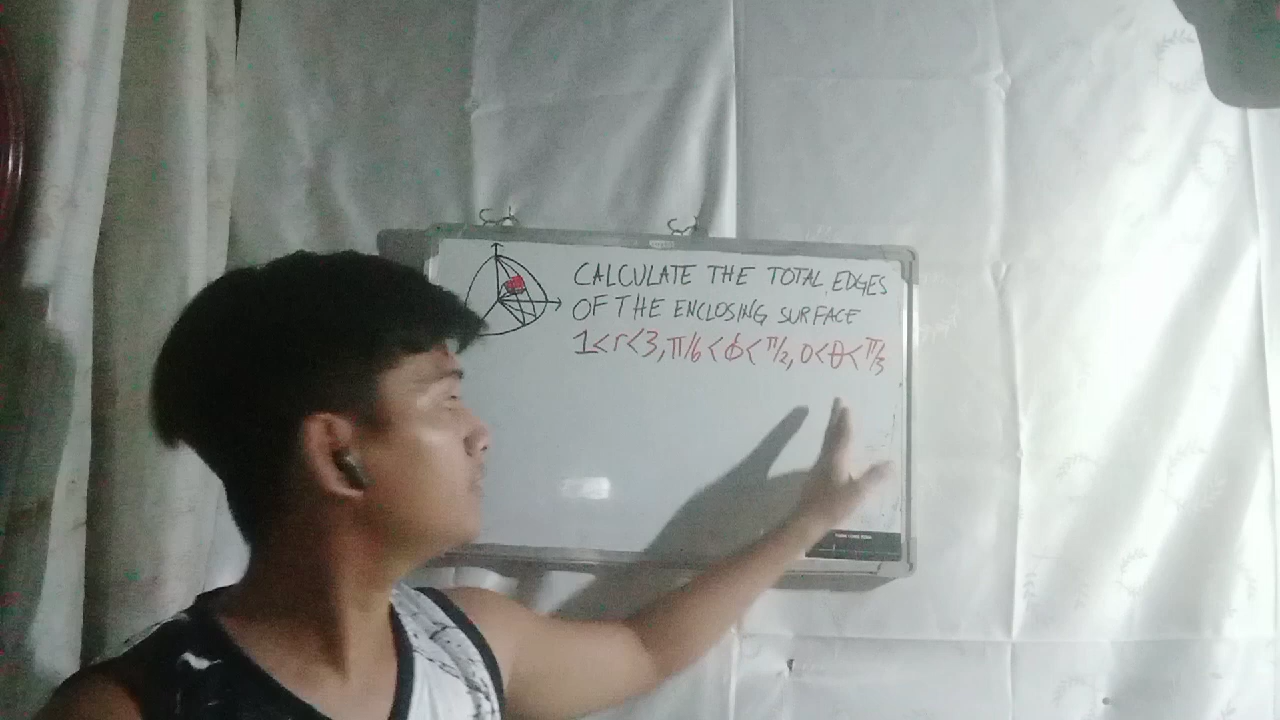 CALCULATE THE TOTAL EDGES
OF THE ENCLOSING SURFACE
1<r<3, π/6<ϕ<π/2, 0<θ<π/3